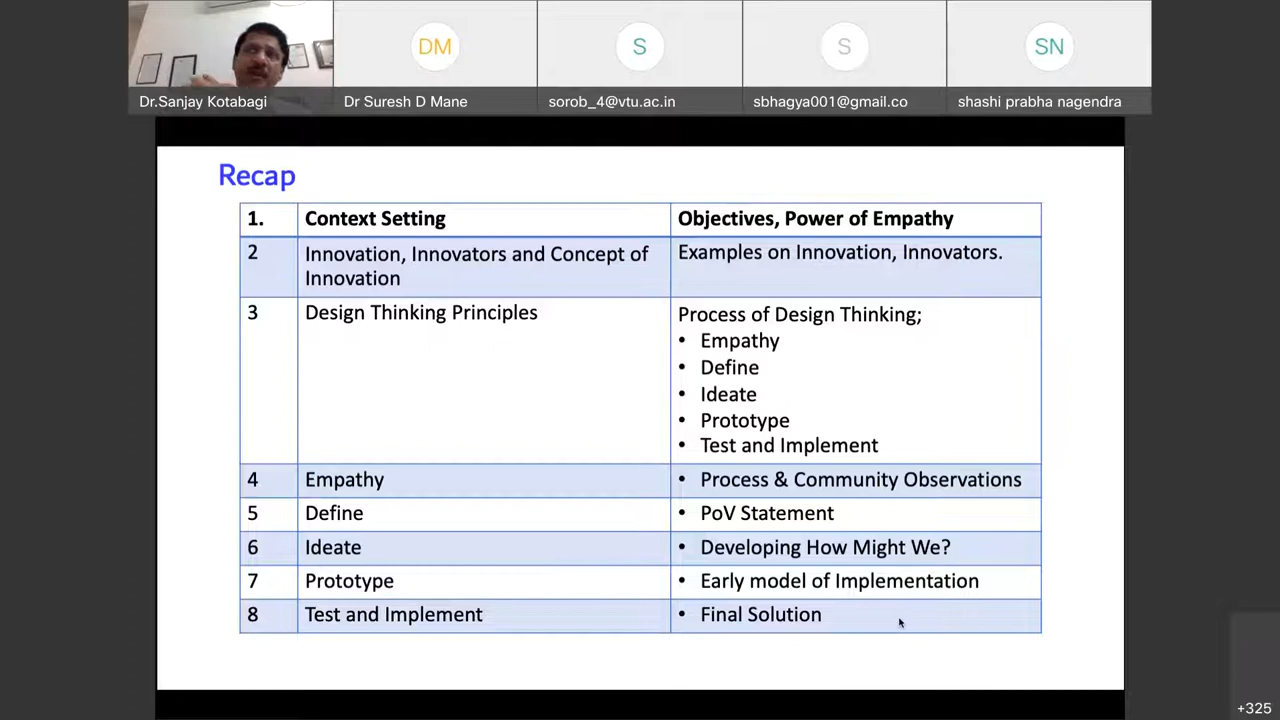 DM
S
S
SN
Dr.Sanjay Kotabagi
Dr Suresh D Mane
sorob_4@vtu.ac.in
sbhagya001@gmail.co
shashi prabha nagendra
Recap
1. Context Setting Objectives, Power of Empathy
2 Innovation, Innovators and Concept of Examples on Innovation, Innovators.
Innovation
3 Design Thinking Principles Process of Design Thinking;
• Empathy
• Define
• Ideate
• Prototype
• Test and Implement
4 Empathy • Process & Community Observations
5 Define • PoV Statement
6 Ideate • Developing How Might We?
7 Prototype • Early model of Implementation
8 Test and Implement • Final Solution
+325